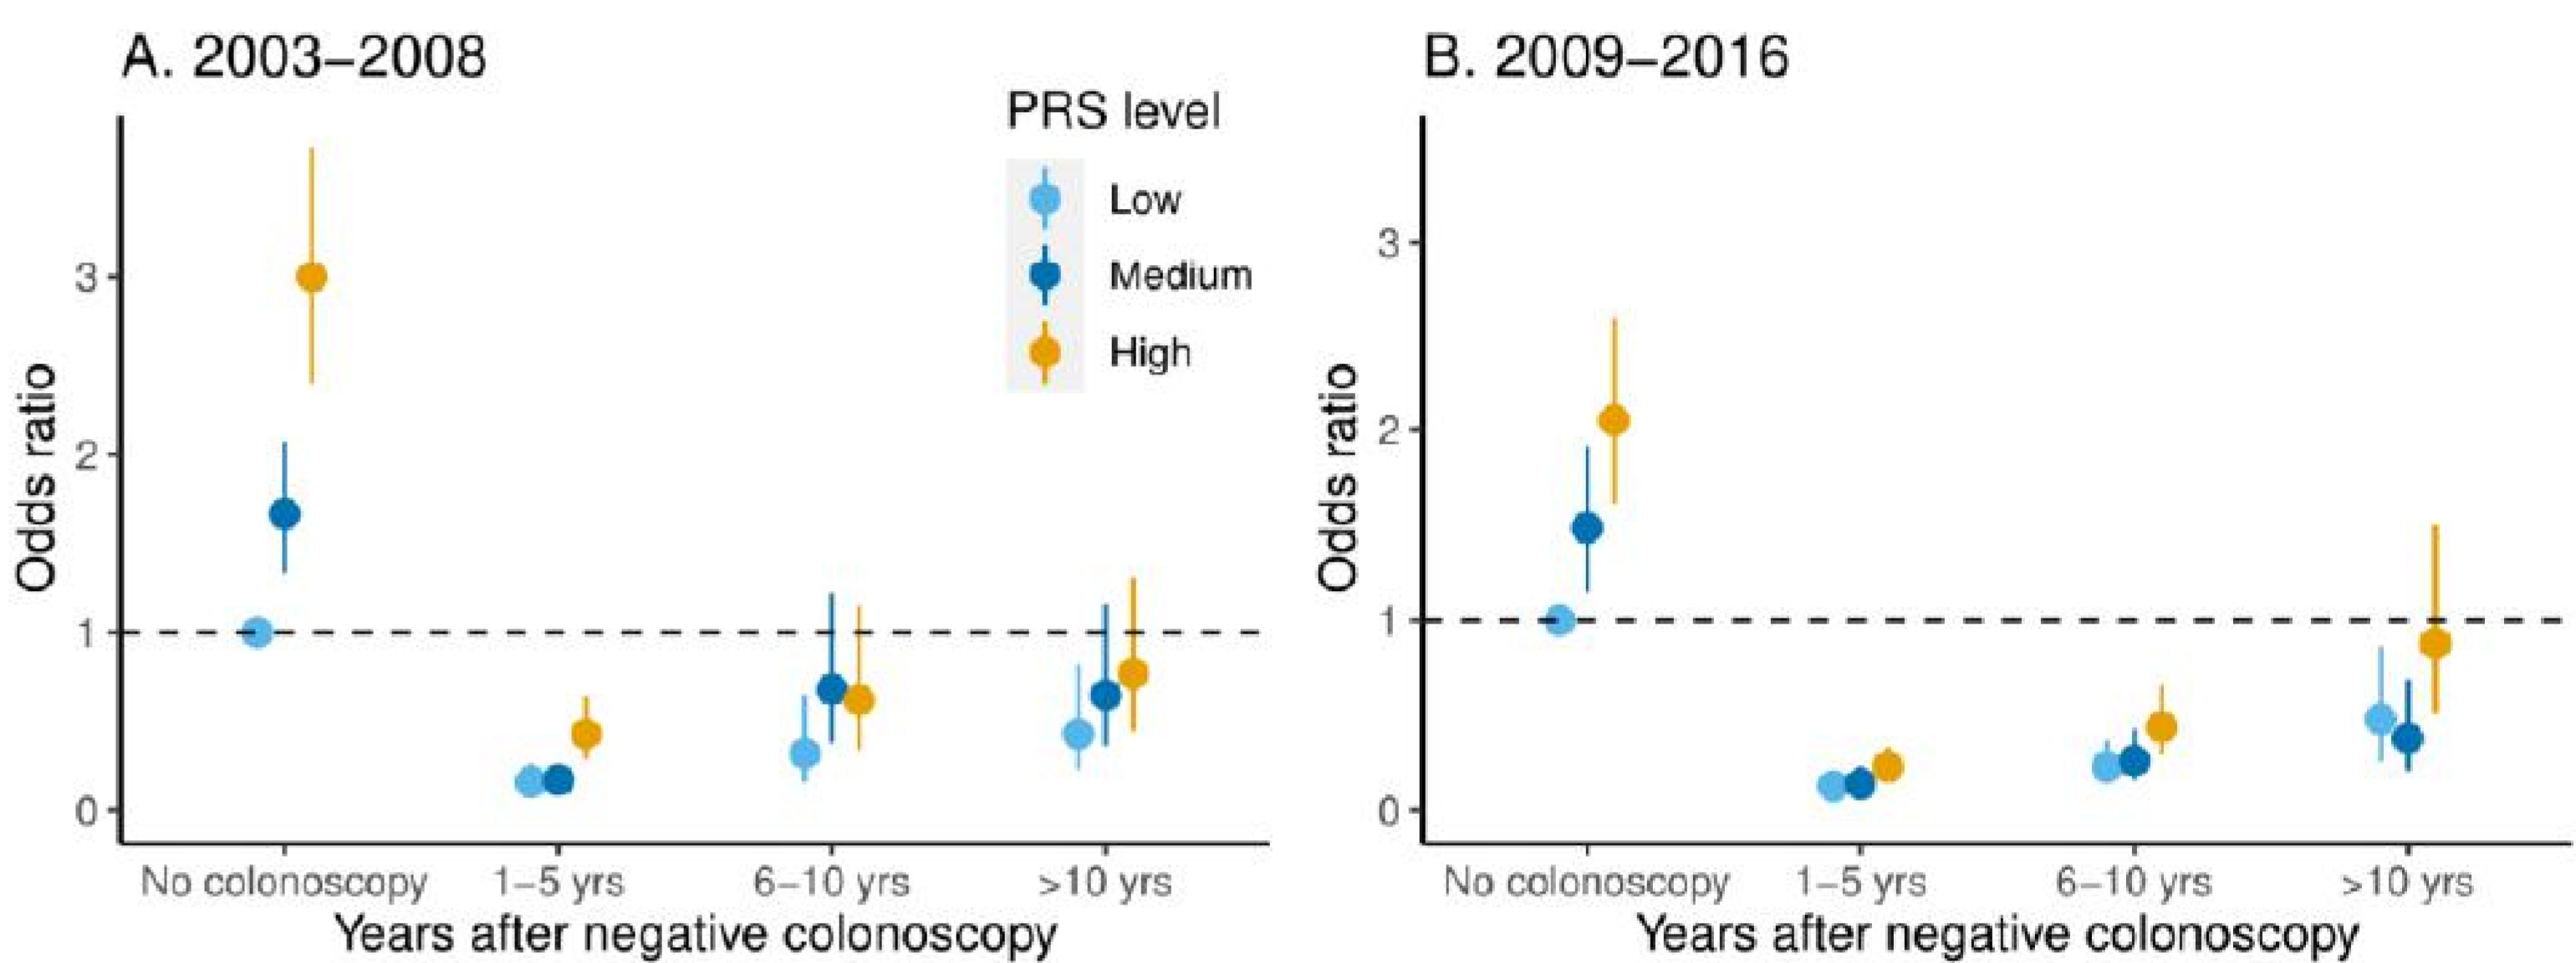 A. 2003–2008
PRS level
Low
Medium
High
Odds ratio
3
2
1
0
No colonoscopy 1–5 yrs 6–10 yrs >10 yrs
Years after negative colonoscopy
B. 2009–2016
Odds ratio
3
2
1
0
No colonoscopy 1–5 yrs 6–10 yrs >10 yrs
Years after negative colonoscopy